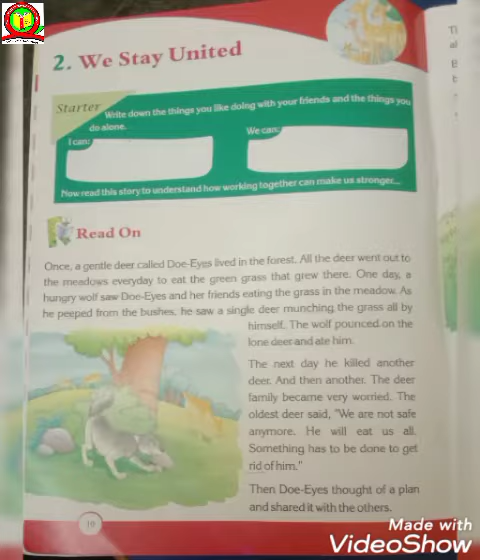 2. We Stay United
Starter
Write down the things you like doing with your friends and the things you
do alone.
I can:
We can:
Now read this story to understand how working together can make us stronger...
Read On
Once, a gentle deer called Doe-Eyes lived in the forest. All the deer went out to
the meadows everyday to eat the green grass that grew there. One day, a
hungry wolf saw Doe-Eyes and her friends eating the grass in the meadow. As
he peeped from the bushes, he saw a single deer munching the grass all by
himself. The wolf pounced on the
lone deer and ate him.
The next day he killed another
deer. And then another. The deer
family became very worried. The
oldest deer said, "We are not safe
anymore. He will eat us all.
Something has to be done to get
rid of him."
Then Doe-Eyes thought of a plan
and shared it with the others.
Made with
VideoShow